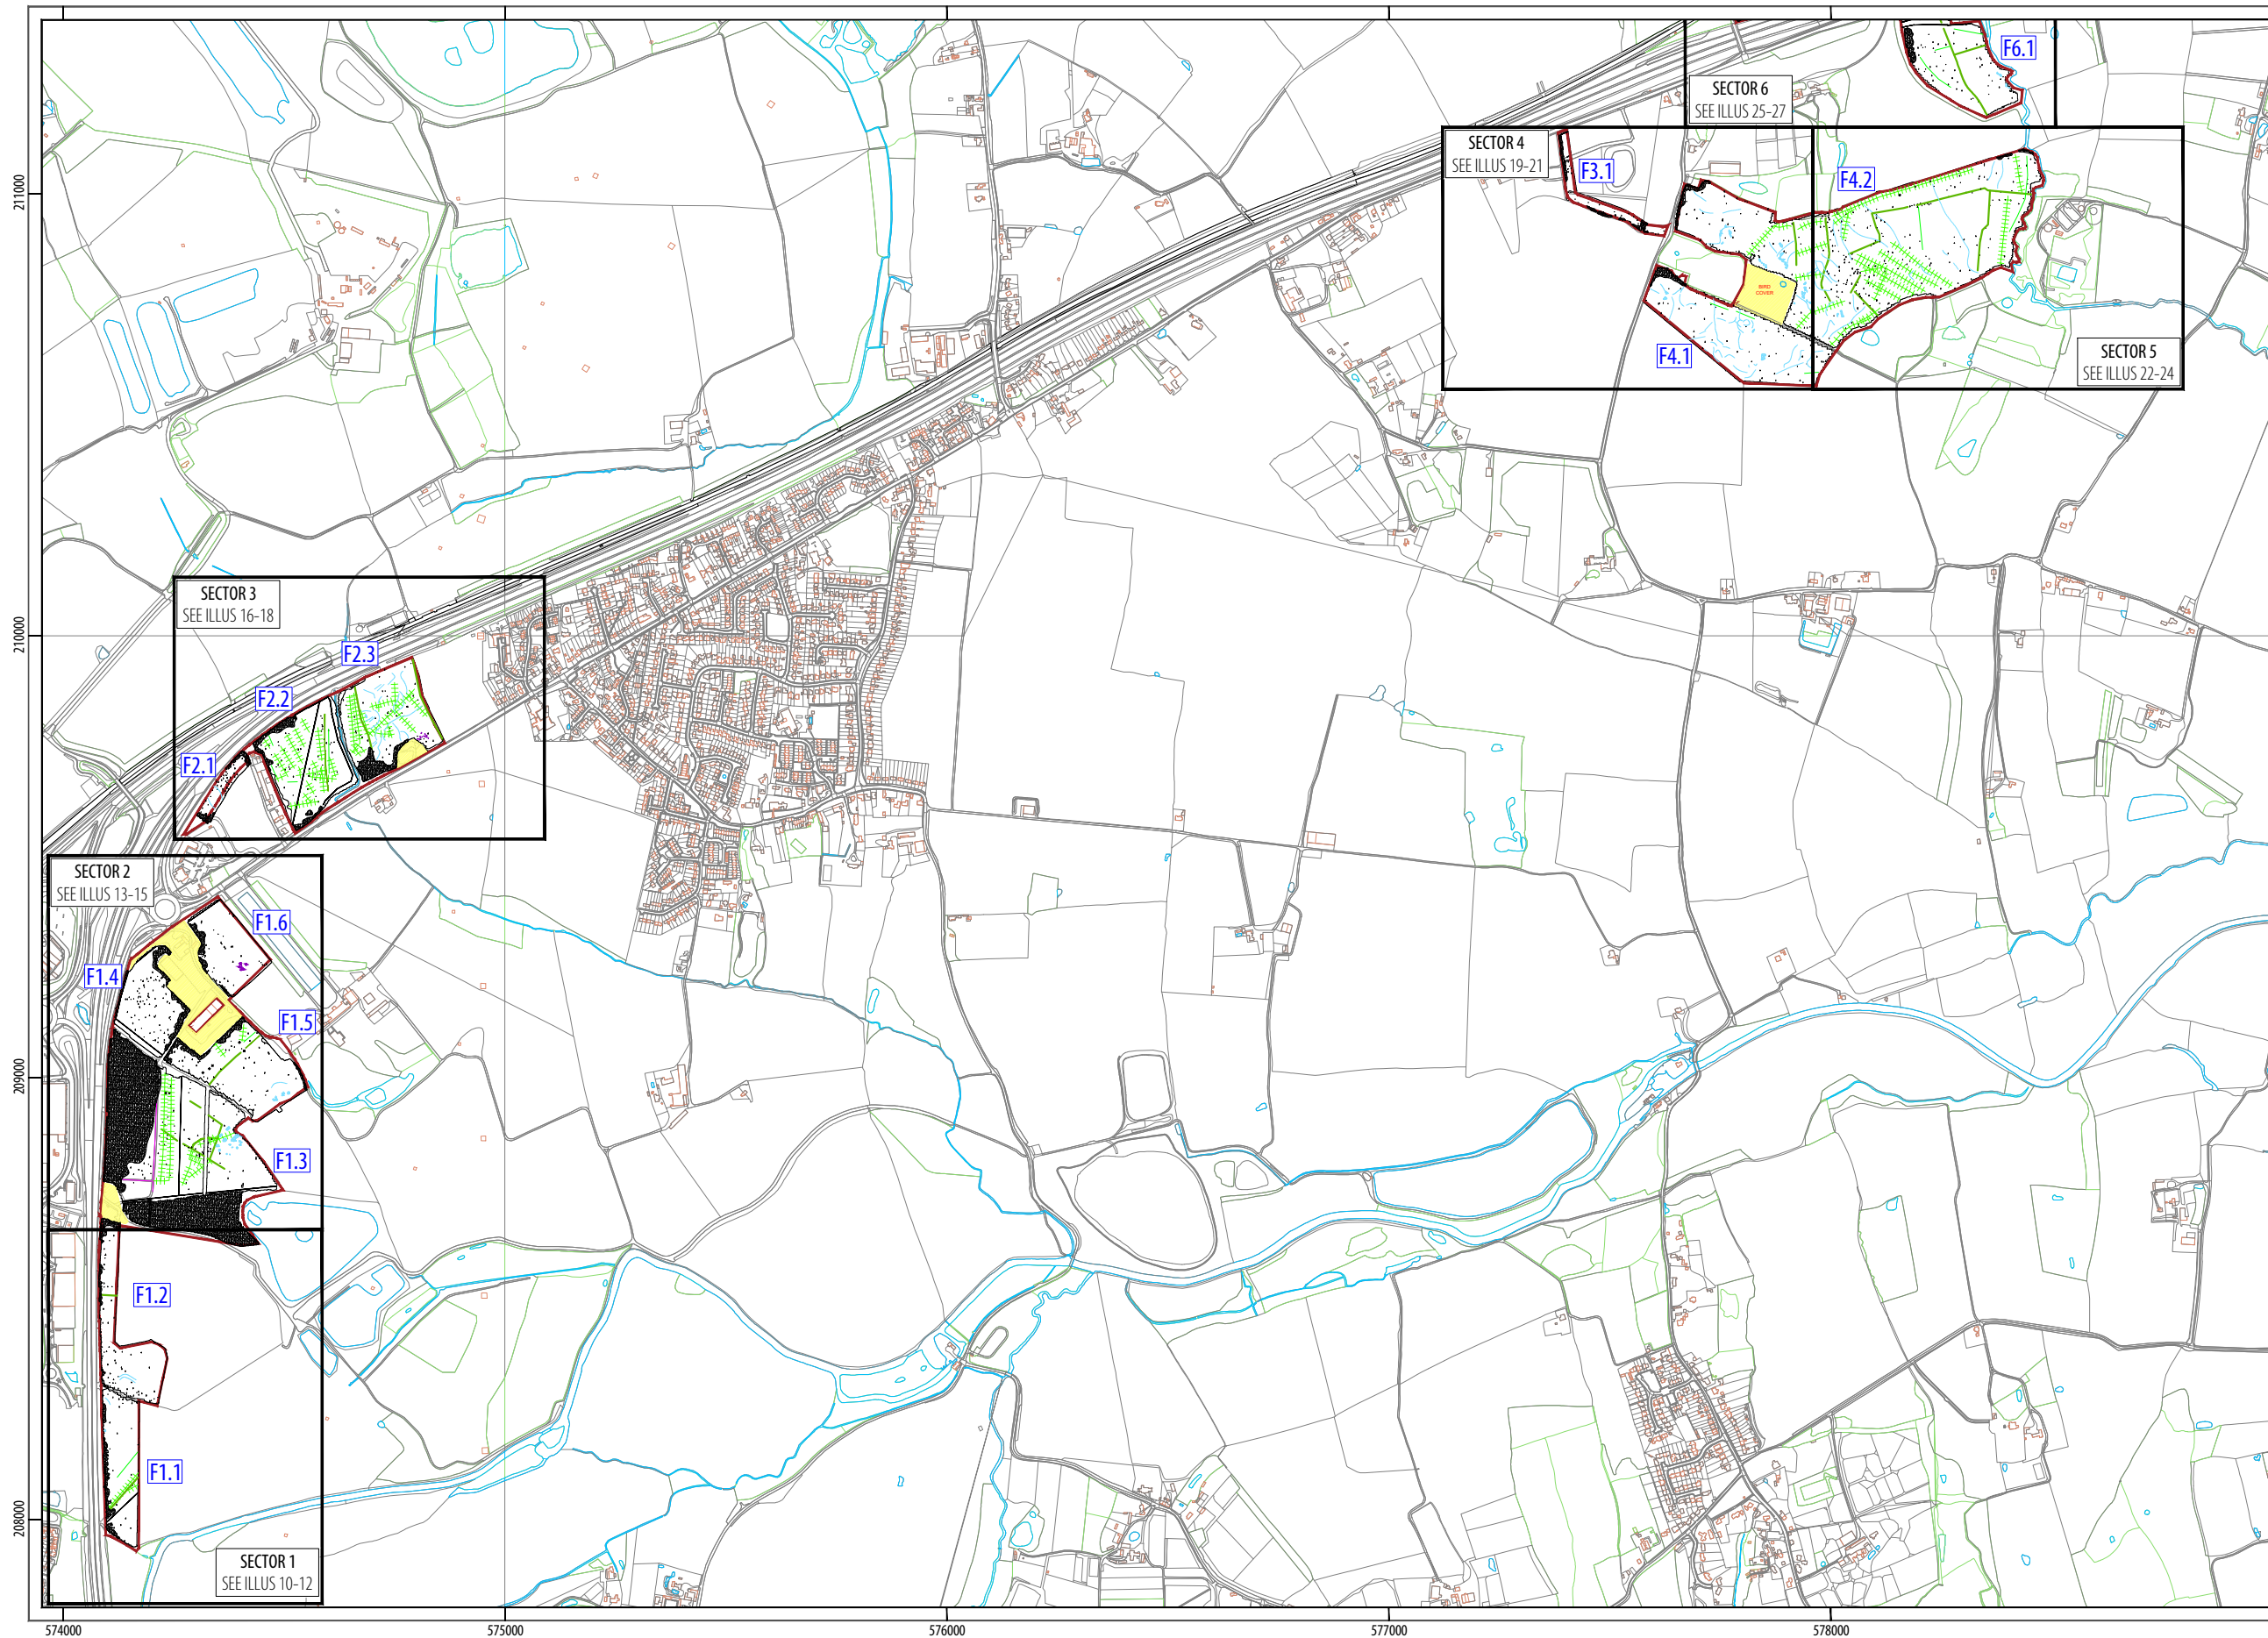 F6.1
SECTOR 6
SEE ILLUS 25-27
SECTOR 4
SEE ILLUS 19-21
F3.1
F4.2
211000
BIRD
COVER
F4.1
SECTOR 5
SEE ILLUS 22-24
SECTOR 3
SEE ILLUS 16-18
210000
F2.3
F2.2
F2.1
SECTOR 2
SEE ILLUS 13-15
F1.6
F1.4
F1.5
209000
F1.3
F1.2
F1.1
208000
SECTOR 1
SEE ILLUS 10-12
574000
575000
576000
577000
578000